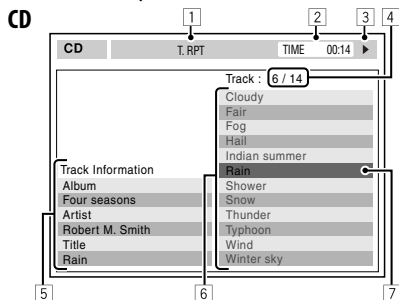 CD
1 2 3 4
CD T. RPT TIME 00:14
Track : 6 / 14
Cloudy
Fair
Fog
Hail
Indian summer
Rain
Shower
Snow
Thunder
Typhoon
Wind
Winter sky
Track Information
Album
Four seasons
Artist
Robert M. Smith
Title
Rain
5 6 7